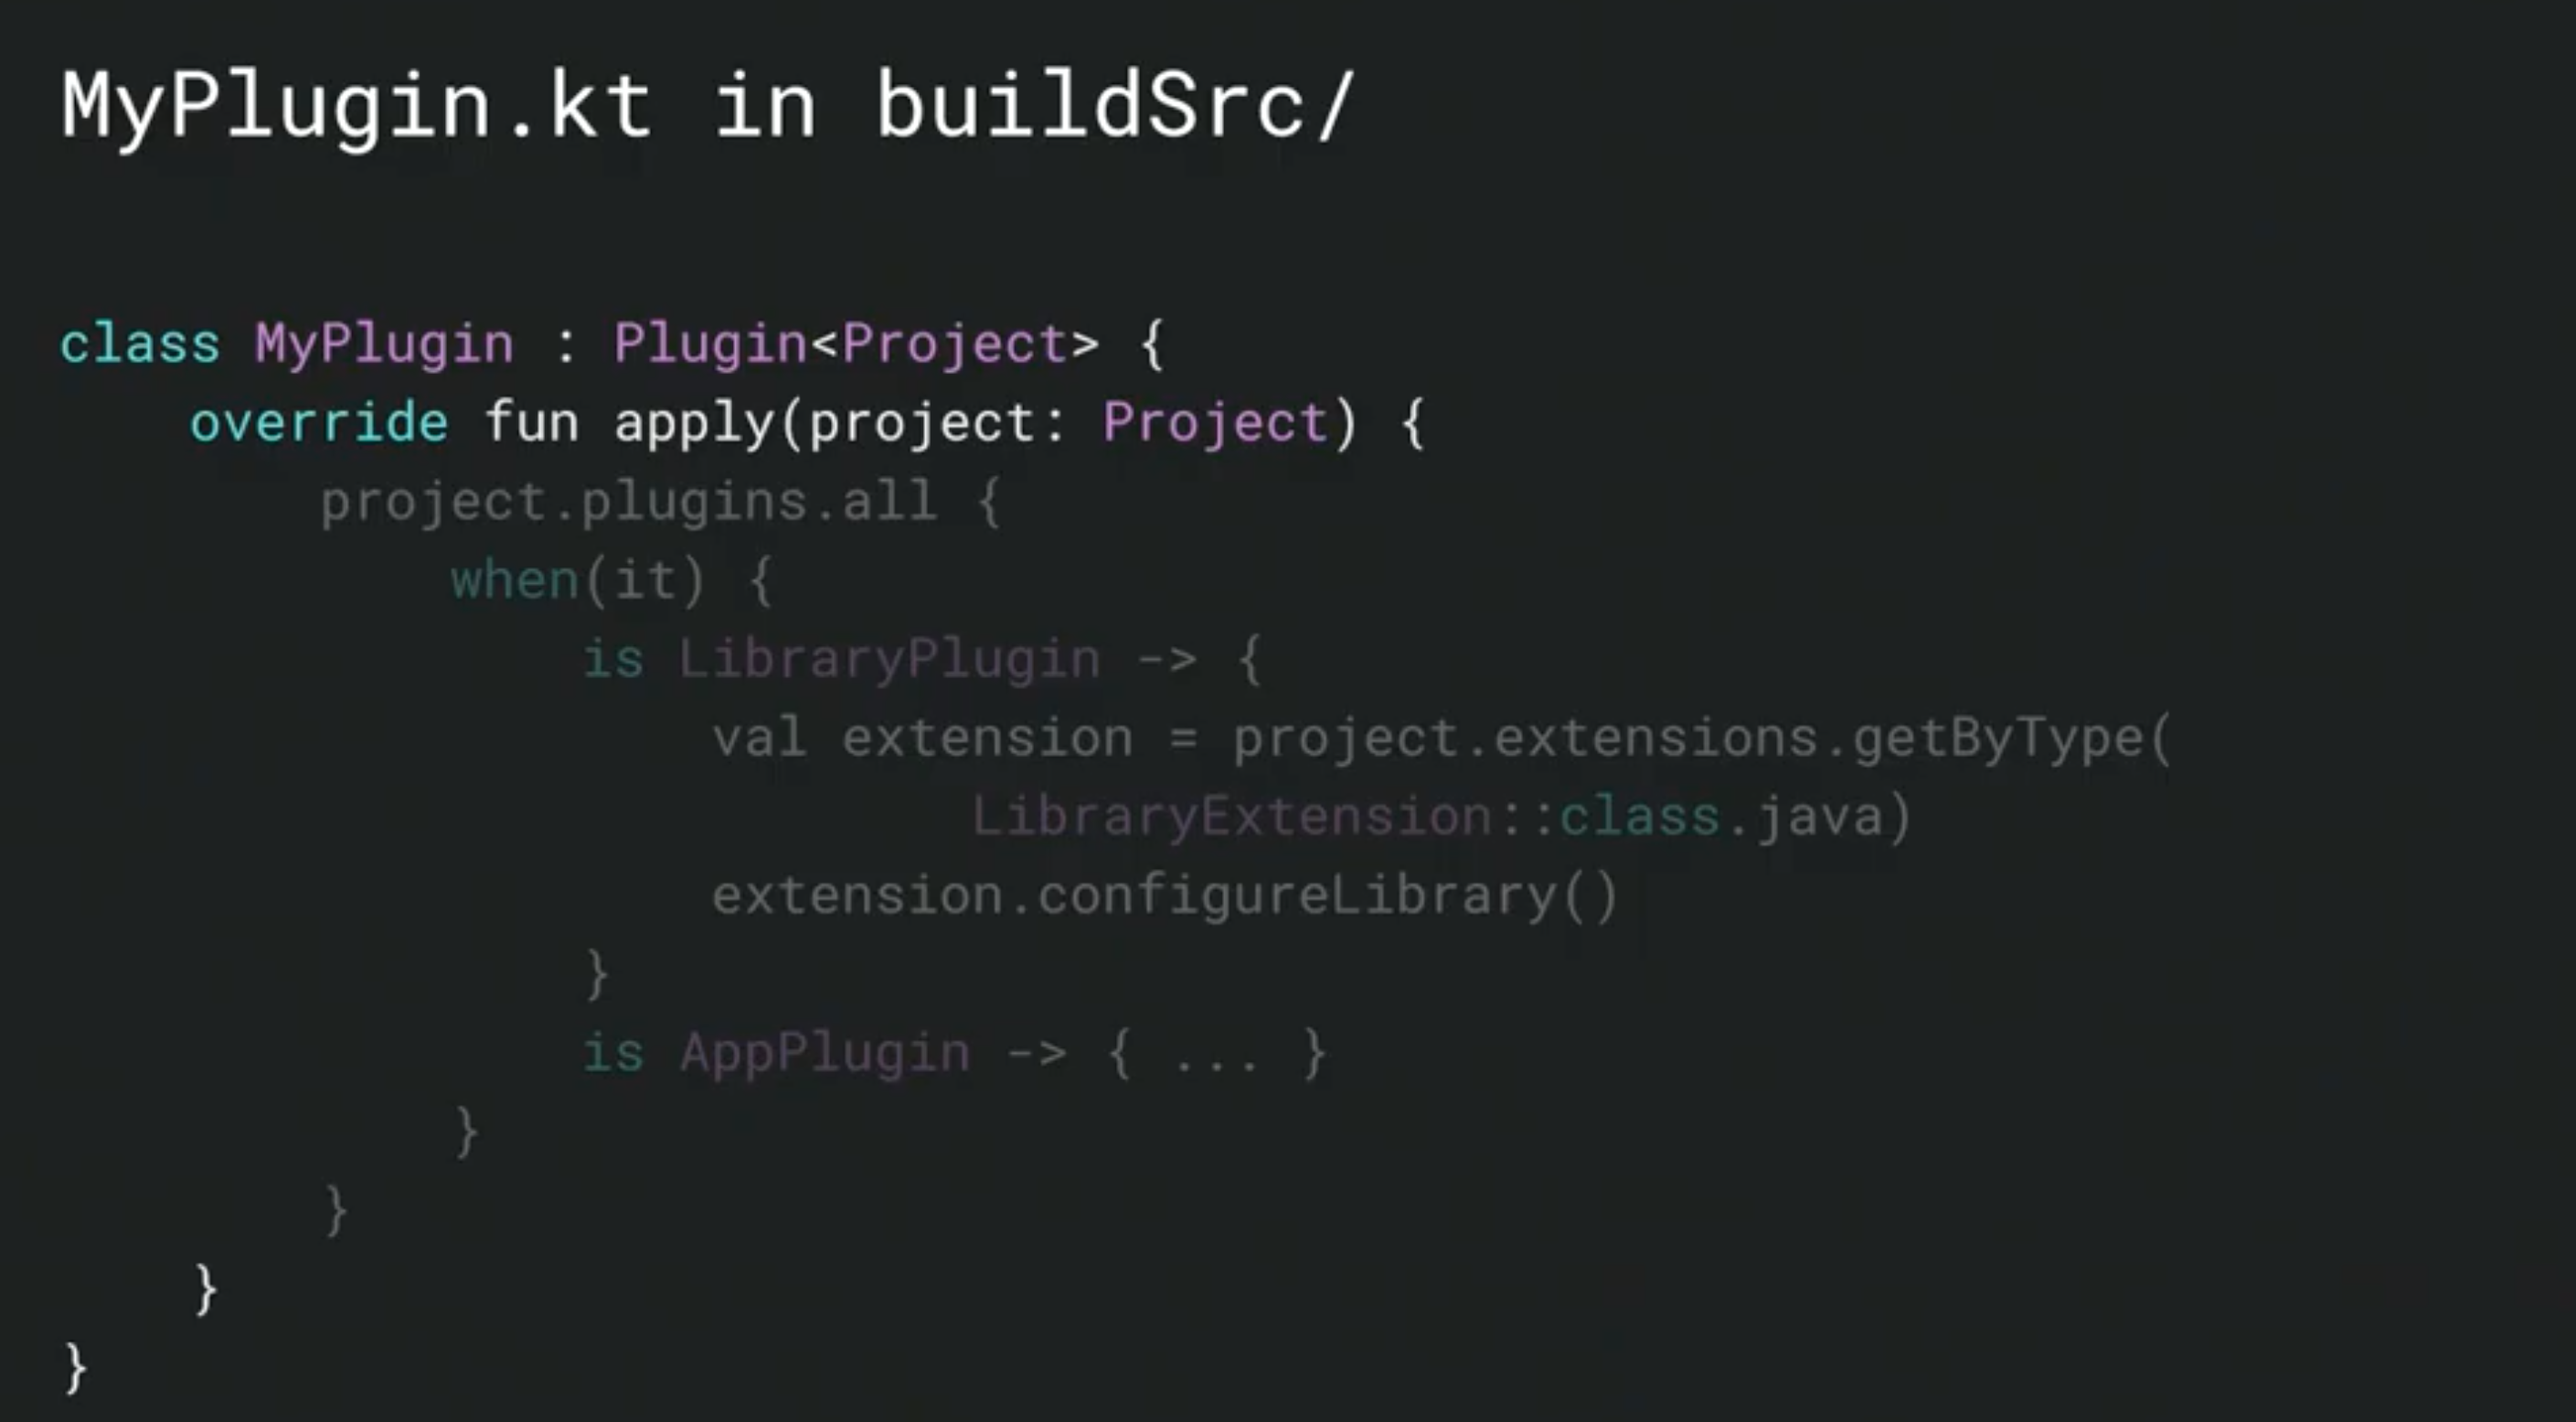 MyPlugin.kt in buildSrc/
class MyPlugin : Plugin<Project> {
    override fun apply(project: Project) {
        project.plugins.all {
            when(it) {
                is LibraryPlugin -> {
                    val extension = project.extensions.getByType(
                            LibraryExtension::class.java)
                    extension.configureLibrary()
                }
                is AppPlugin -> { ... }
            }
        }
    }
}